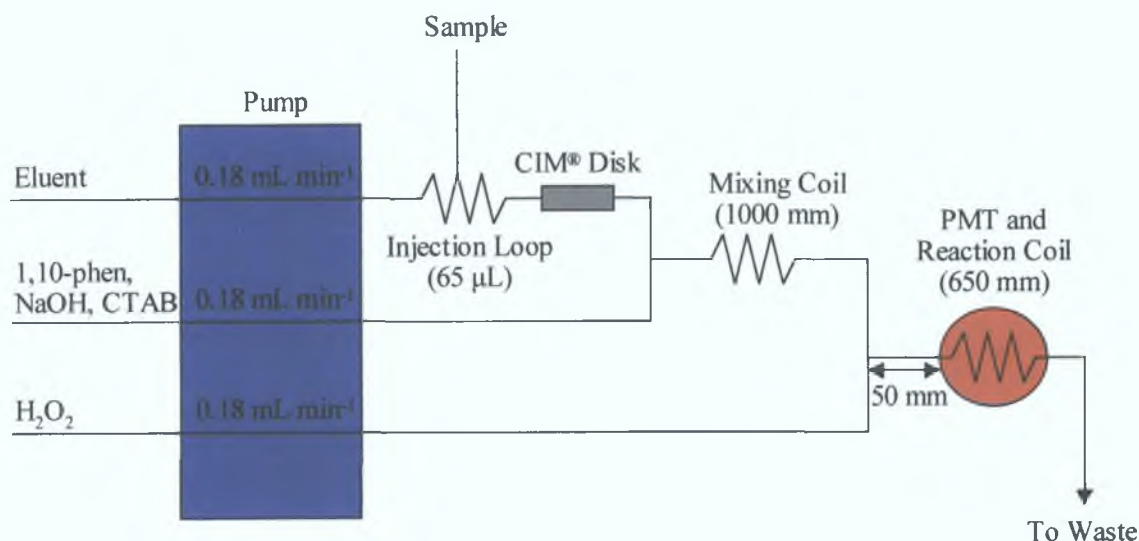 Sample
Pump
Eluent
0.18 mL min⁻¹
CIM® Disk
Injection Loop
(65 µL)
Mixing Coil
(1000 mm)
PMT and
Reaction Coil
(650 mm)
1,10-phen,
NaOH, CTAB
0.18 mL min⁻¹
50 mm
H₂O₂
0.18 mL min⁻¹
To Waste